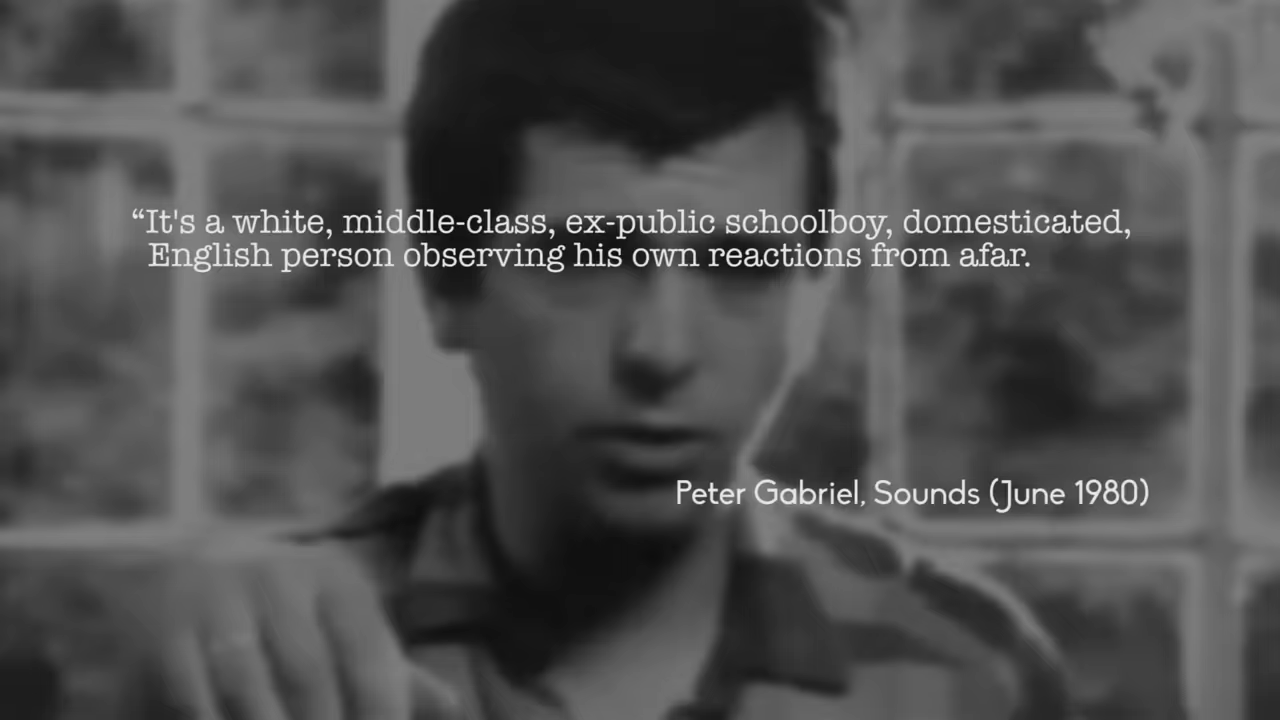 “It's a white, middle-class, ex-public schoolboy, domesticated,
English person observing his own reactions from afar.
Peter Gabriel, Sounds (June 1980)